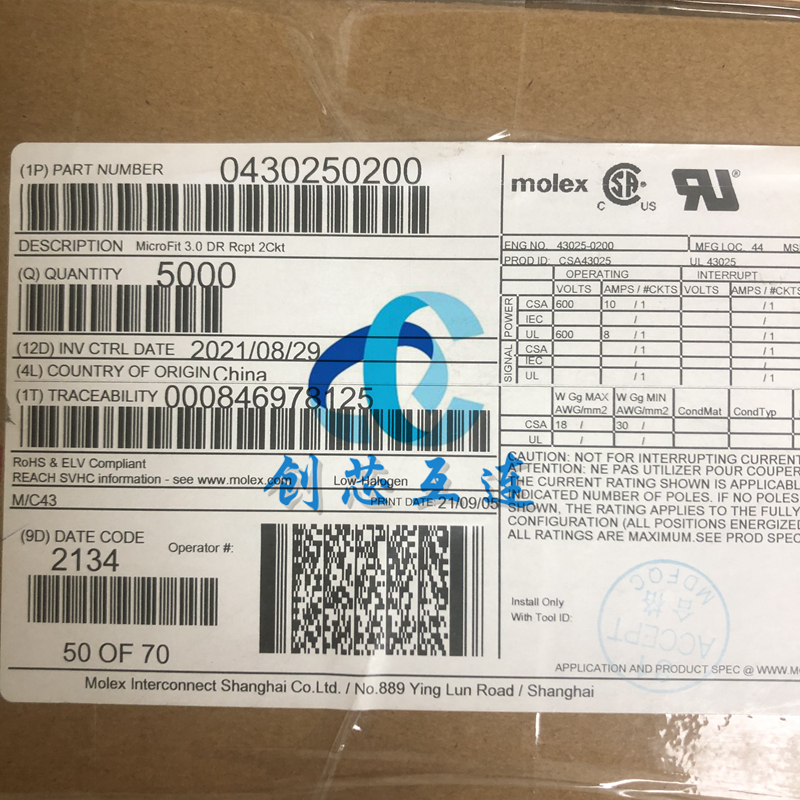 (1P) PART NUMBER 0430250200
DESCRIPTION MicroFit 3.0 DR Rcpt 2Ckt
(Q) QUANTITY 5000
(12D) INV CTRL DATE 2021/08/29
(4L) COUNTRY OF ORIGIN China
(1T) TRACEABILITY 000846978125
RoHS & ELV Compliant
REACH SVHC information - see www.molex.com Low-Halogen
M/C43 PRINT DATE 21/09/05
(9D) DATE CODE
2134 Operator #:
50 OF 70
molex CSA C US UR ®
ENG NO. 43025-0200 MFG LOC. 44 MS
PROD ID: CSA43025 UL 43025
OPERATING INTERRUPT
VOLTS AMPS / #CKTS VOLTS AMPS / #CKTS
POWER
CSA 600 10 / 1 / 1
IEC / /
UL 600 8 / 1 / 1
SIGNAL
CSA / 1 / 1
IEC / /
UL / 1 / 1
W Gg MAX W Gg MIN
AWG/mm2 AWG/mm2 CondMat CondTyp
CSA 18 / 30 /
UL / /
CAUTION: NOT FOR INTERRUPTING CURRENT
ATTENTION: NE PAS UTILIZER POUR COUPER
THE CURRENT RATING SHOWN IS APPLICABL
INDICATED NUMBER OF POLES. IF NO POLES
SHOWN, THE RATING APPLIES TO THE FULLY
CONFIGURATION (ALL POSITIONS ENERGIZE
ALL RATINGS ARE MAXIMUM.SEE PROD SPEC
Install Only
With Tool ID:
MDFQC
合格
ACCEPT
APPLICATION AND PRODUCT SPEC @ WWW.M
Molex Interconnect Shanghai Co.Ltd. / No.889 Ying Lun Road / Shanghai
创芯互连